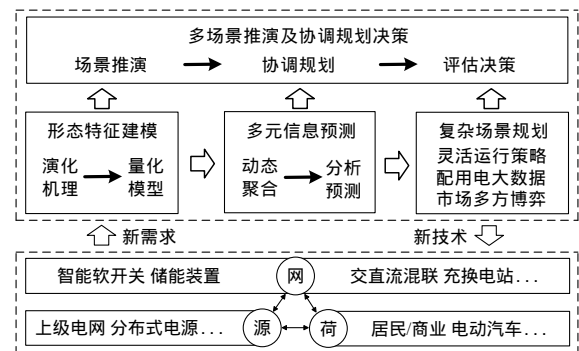 多场景推演及协调规划决策
场景推演 协调规划 评估决策
形态特征建模 多元信息预测 复杂场景规划
演化 量化 动态 分析 灵活运行策略
机理 模型 聚合 预测 配用电大数据
市场多方博弈
新需求 新技术
智能软开关 储能装置 网 交直流混联 充换电站...
上级电网 分布式电源... 源 荷 居民/商业 电动汽车...